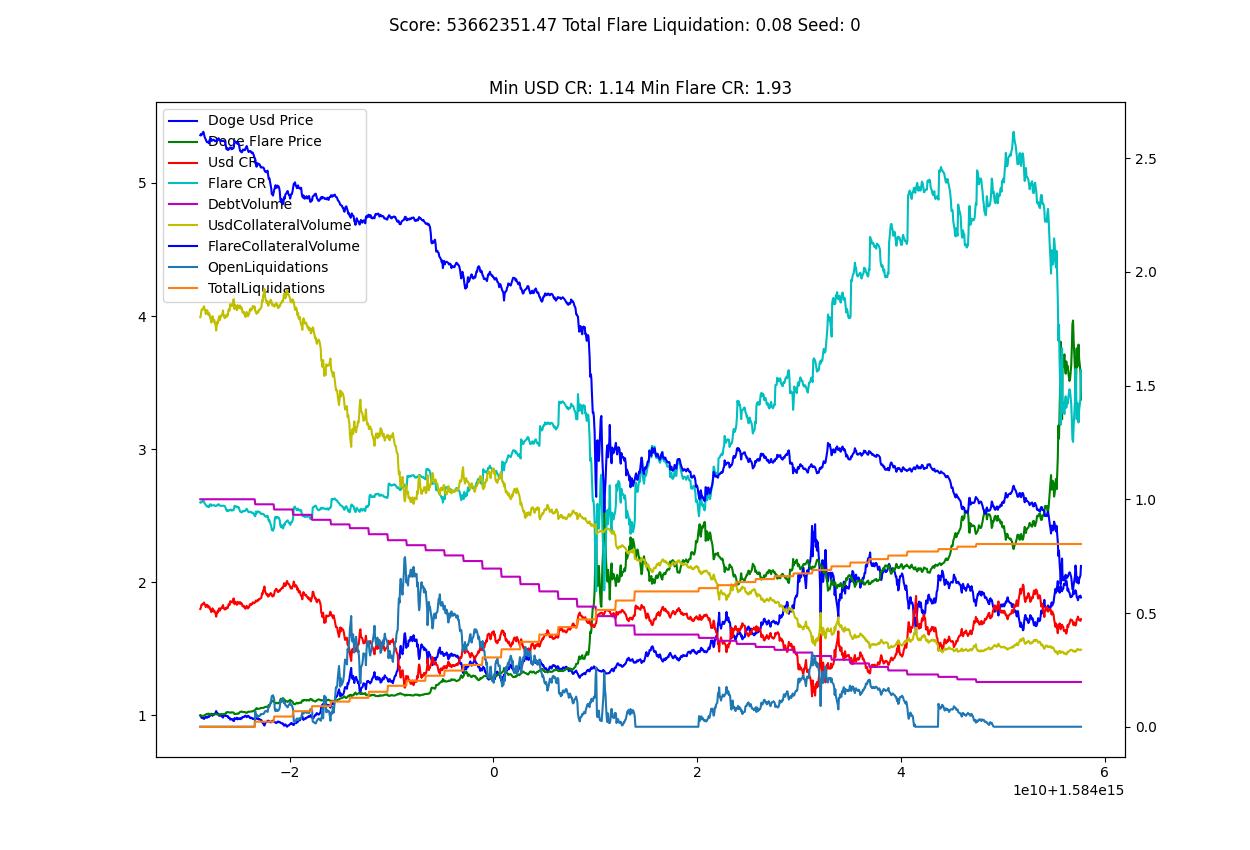 Score: 53662351.47 Total Flare Liquidation: 0.08 Seed: 0
Min USD CR: 1.14 Min Flare CR: 1.93
Doge Usd Price
Doge Flare Price
Usd CR
Flare CR
DebtVolume
UsdCollateralVolume
FlareCollateralVolume
OpenLiquidations
TotalLiquidations
5
4
3
2
1
2.5
2.0
1.5
1.0
0.5
0.0
−2
0
2
4
6
1e10+1.584e15